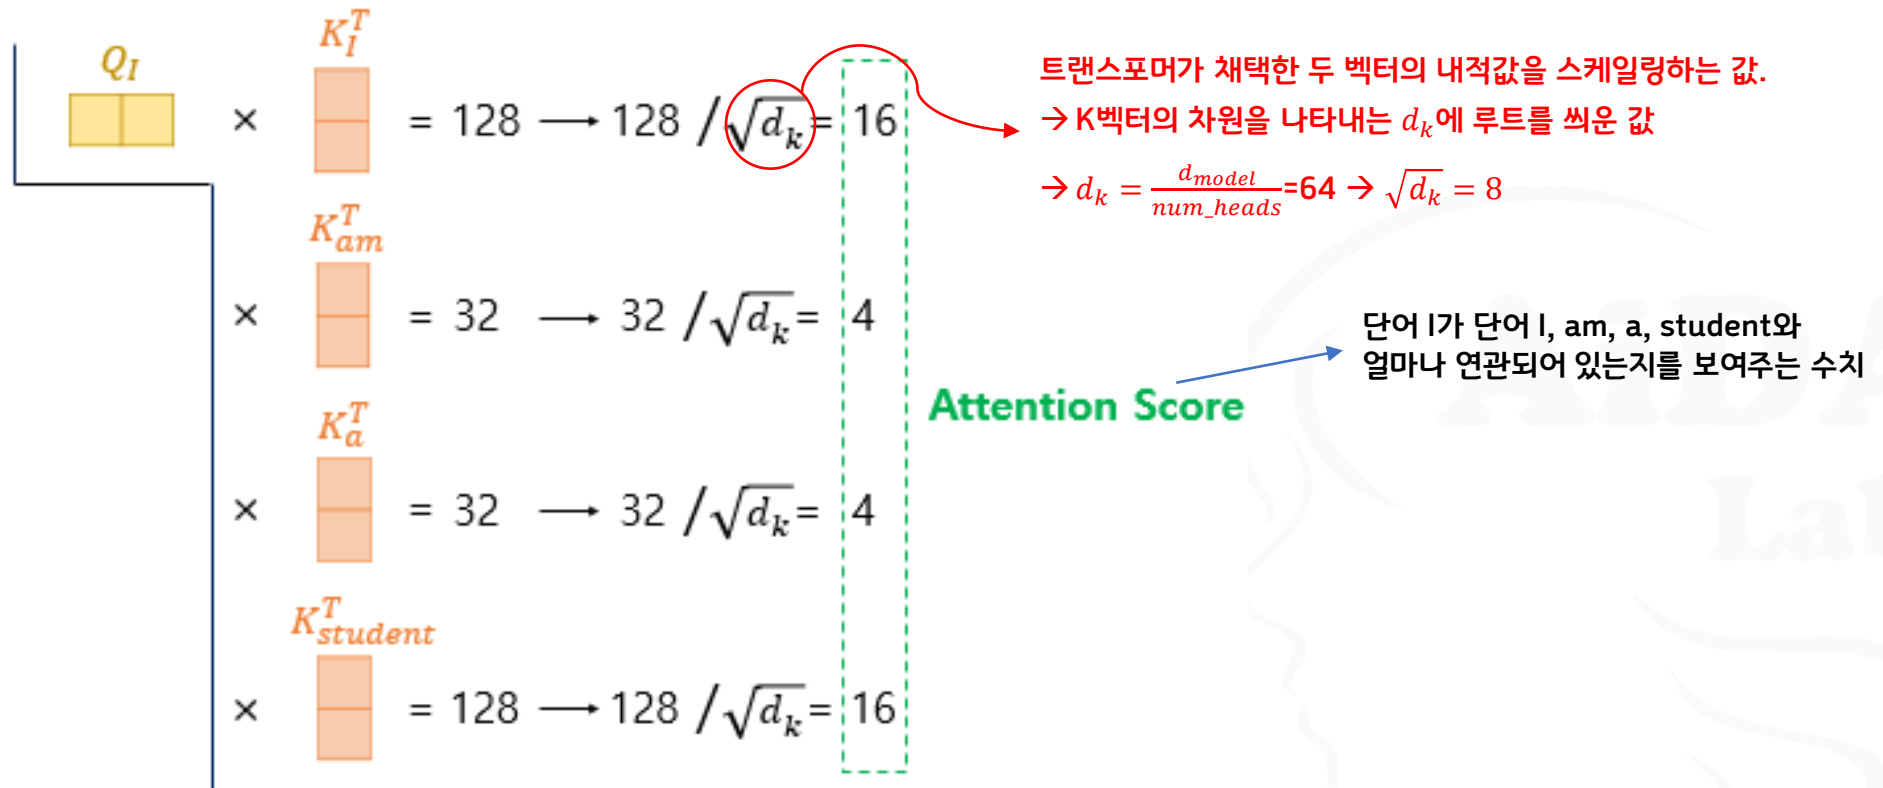 Q_I
K_I^T
× = 128 → 128 / √d_k = 16
트랜스포머가 채택한 두 벡터의 내적값을 스케일링하는 값.
→ K벡터의 차원을 나타내는 d_k에 루트를 씌운 값
→ d_k = d_model / num_heads =64 → √d_k = 8
K_am^T
× = 32 → 32 / √d_k = 4
단어 I가 단어 I, am, a, student와
얼마나 연관되어 있는지를 보여주는 수치
Attention Score
K_a^T
× = 32 → 32 / √d_k = 4
K_student^T
× = 128 → 128 / √d_k = 16
AIDA
Lab